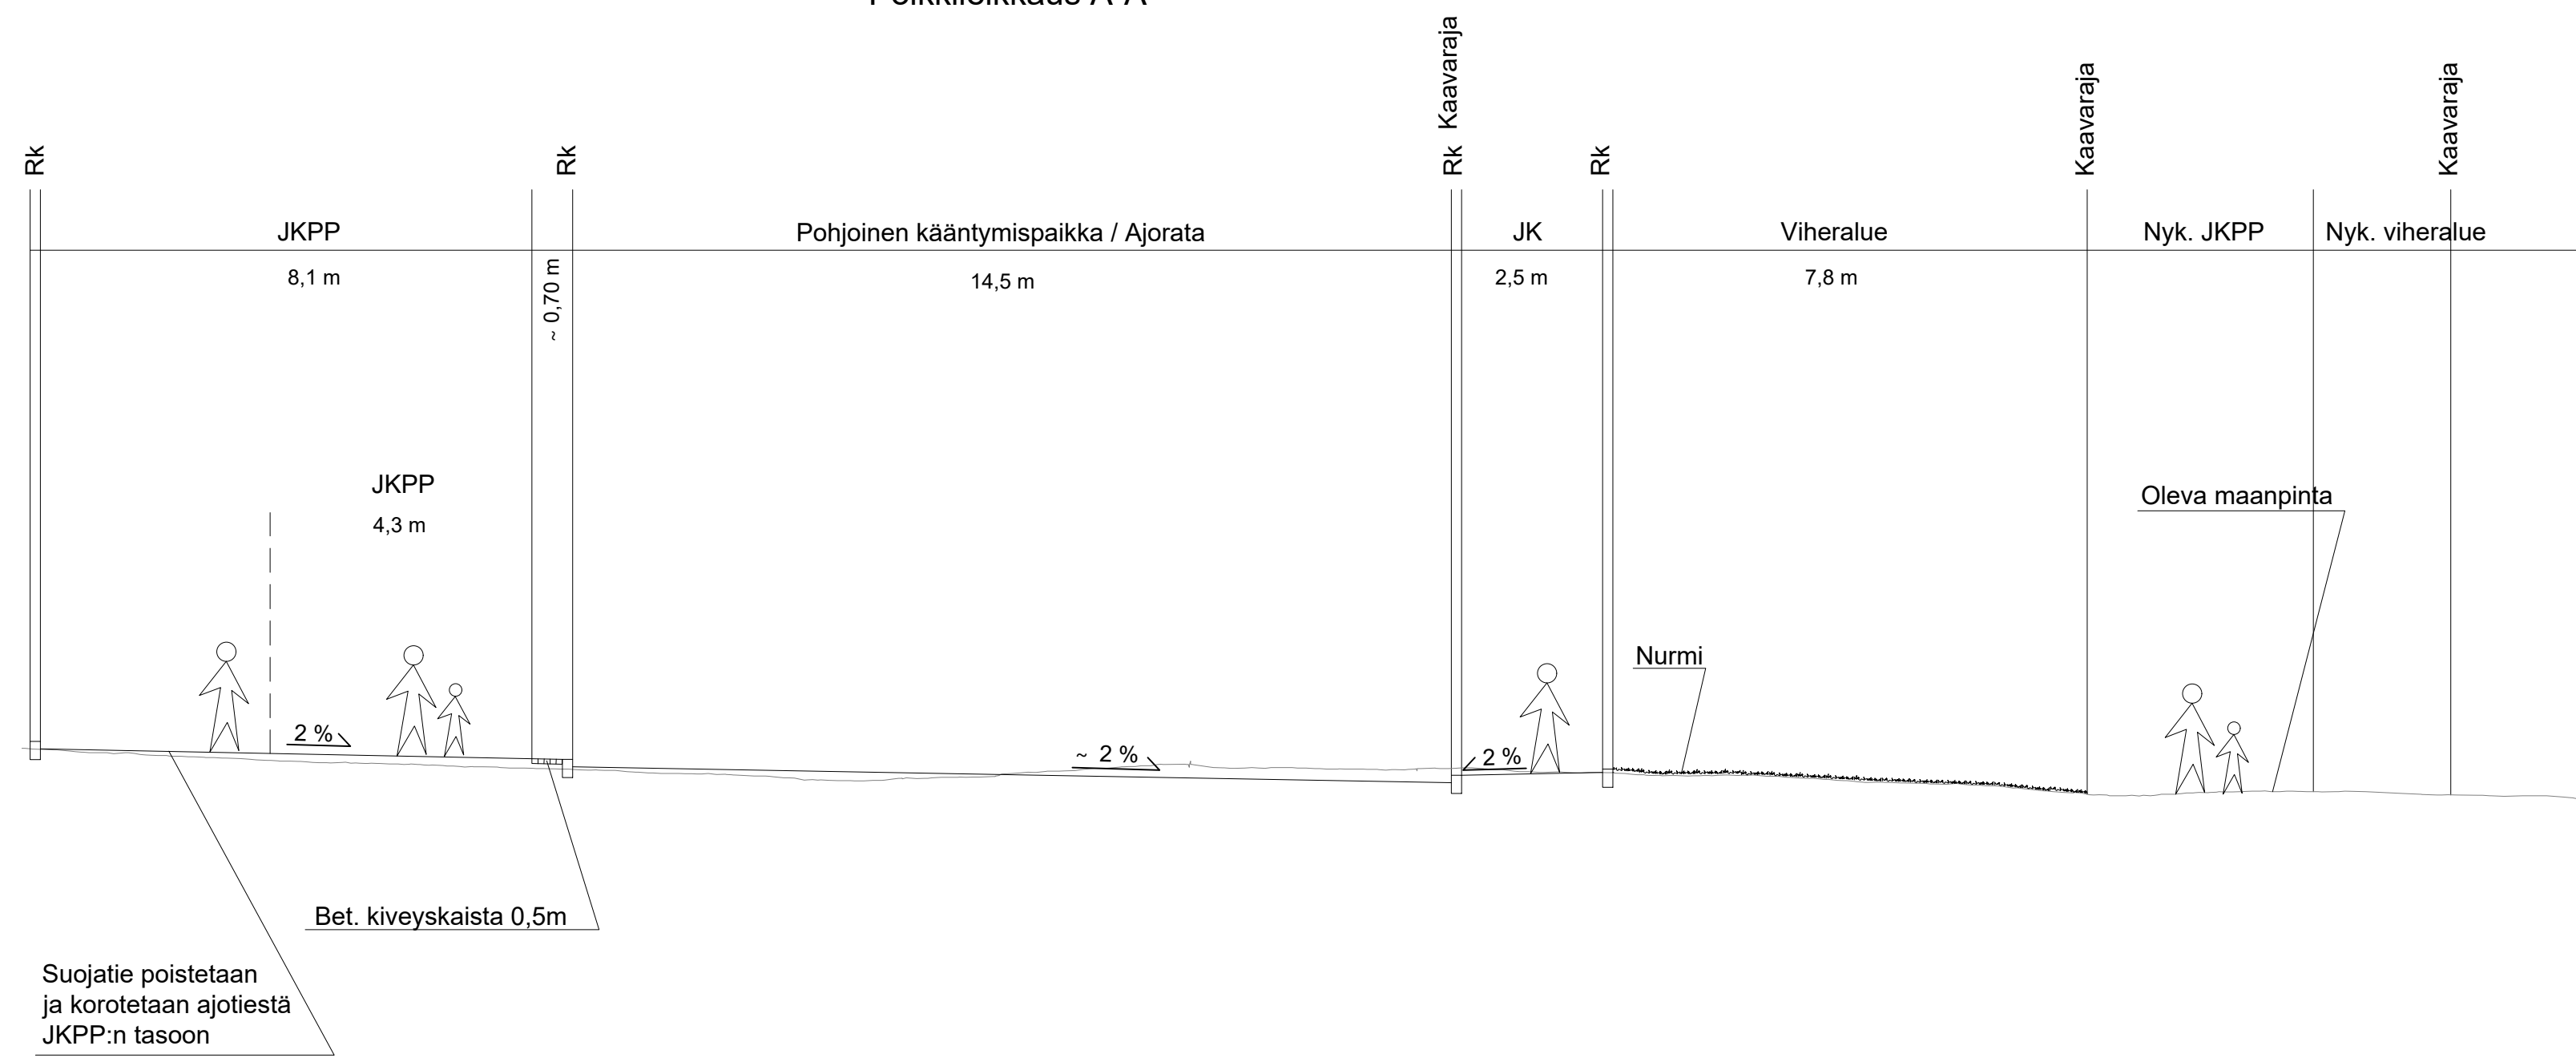 Poikkileikkaus A-A
Kaavaraja
Kaavaraja
Kaavaraja
Rk
Rk
Rk
Rk
JKPP
Pohjoinen kääntymispaikka / Ajorata
JK
Viheralue
Nyk. JKPP
Nyk. viheralue
8,1 m
~ 0,70 m
14,5 m
2,5 m
7,8 m
JKPP
4,3 m
Oleva maanpinta
Nurmi
2 %
~ 2 %
2 %
Bet. kiveyskaista 0,5m
Suojatie poistetaan
ja korotetaan ajotiestä
JKPP:n tasoon